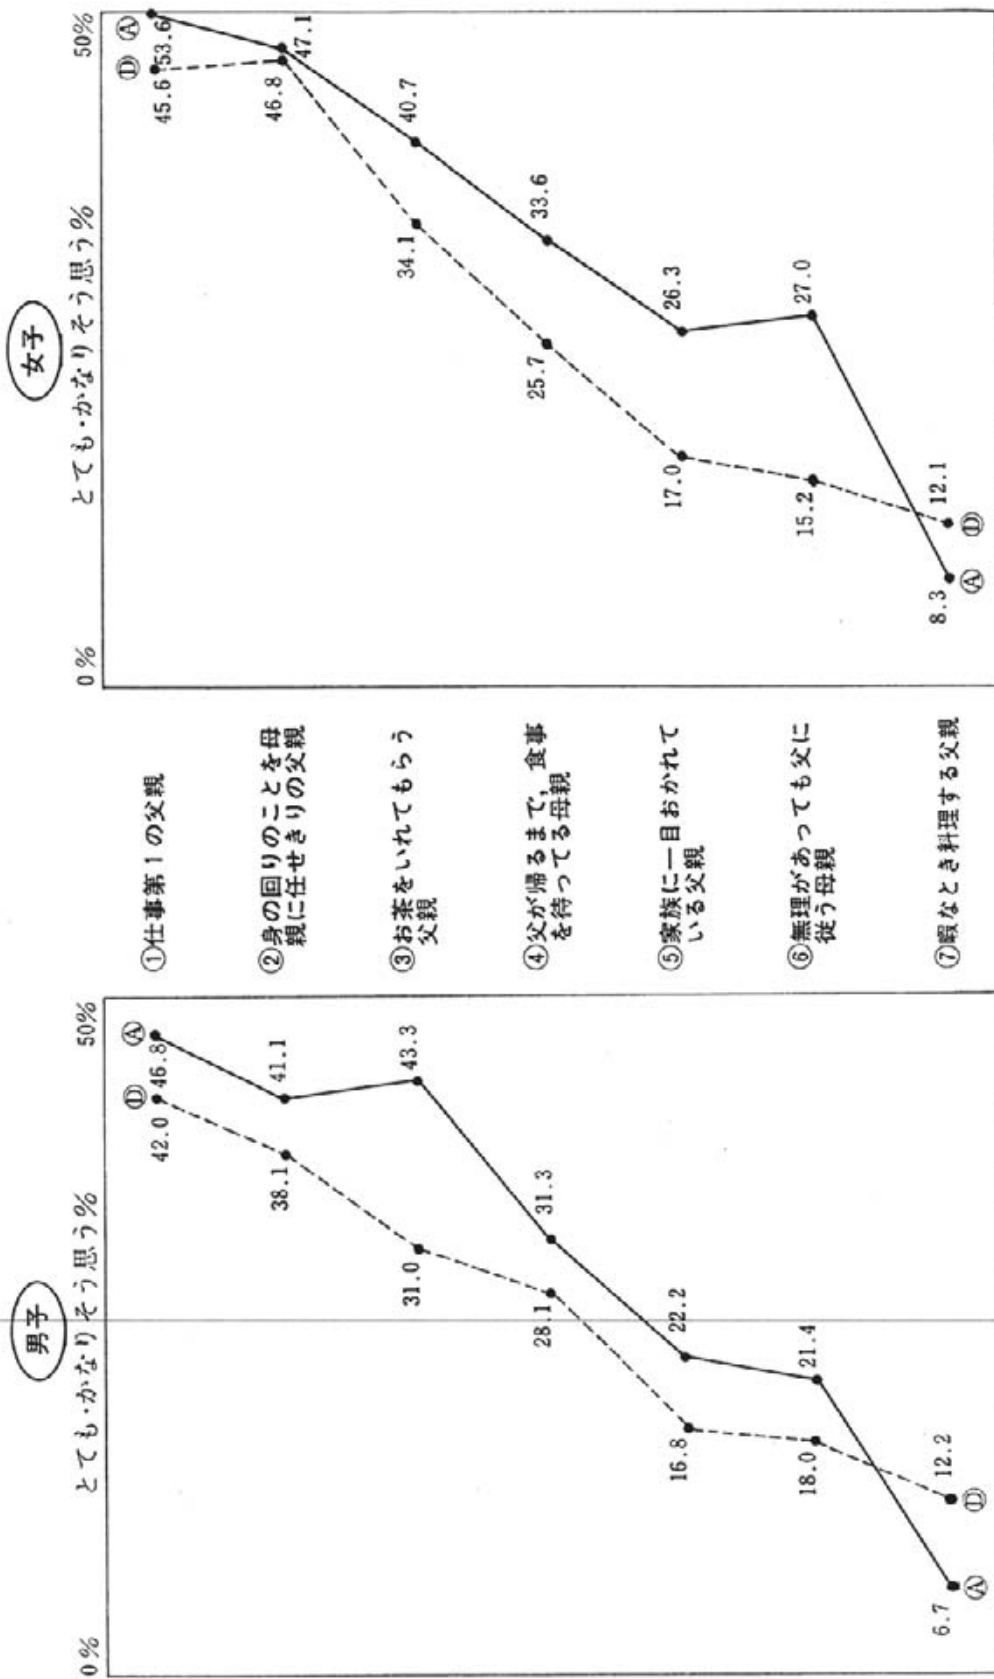 男子
とても・かなりそう思う%
0%
50%
Ⓓ
Ⓐ
42.0
46.8
38.1
41.1
31.0
43.3
28.1
31.3
16.8
22.2
18.0
21.4
6.7
12.2
Ⓐ
Ⓓ
①仕事第1の父親
②身の回りのことを母
親に任せきりの父親
③お茶をいれてもらう
父親
④父が帰るまで，食事
を待ってる母親
⑤家族に一目おかれて
いる父親
⑥無理があっても父に
従う母親
⑦暇なとき料理する父親
女子
とても・かなりそう思う%
0%
50%
Ⓓ
Ⓐ
45.6
53.6
46.8
47.1
34.1
40.7
25.7
33.6
17.0
26.3
15.2
27.0
8.3
12.1
Ⓐ
Ⓓ